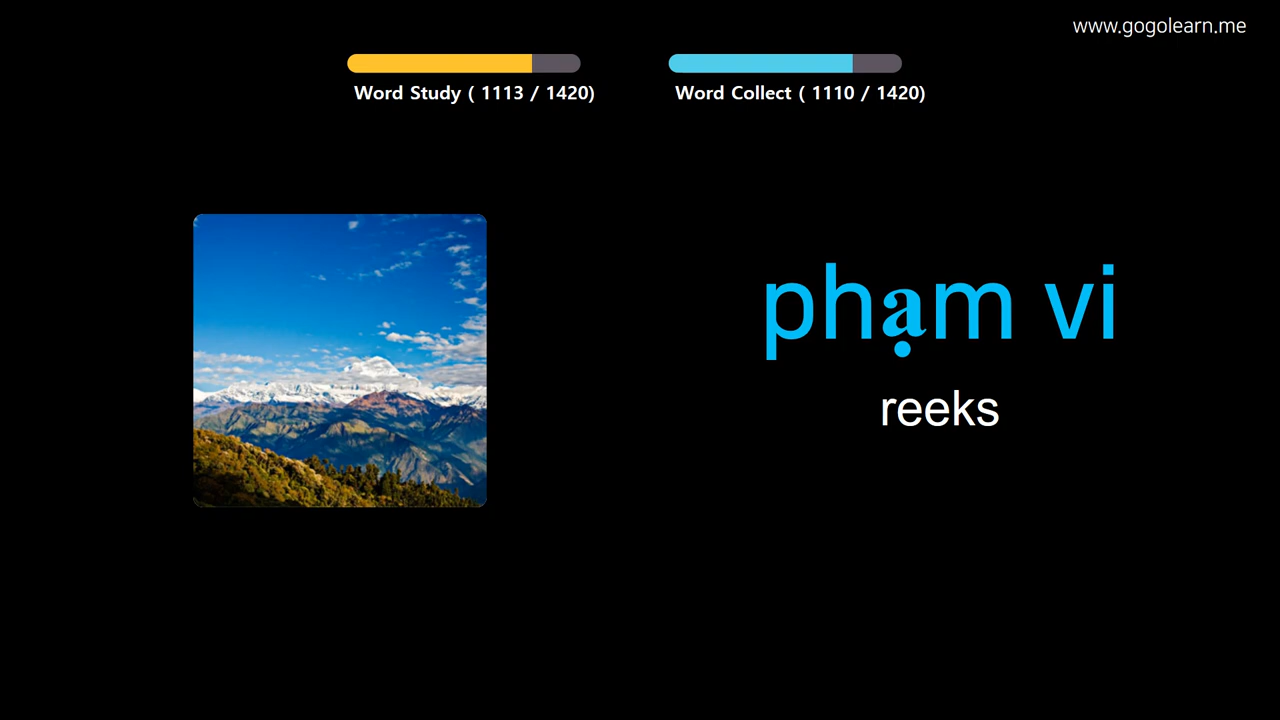 www.gogolearn.me
Word Study ( 1113 / 1420)
Word Collect ( 1110 / 1420)
phạm vi
reeks